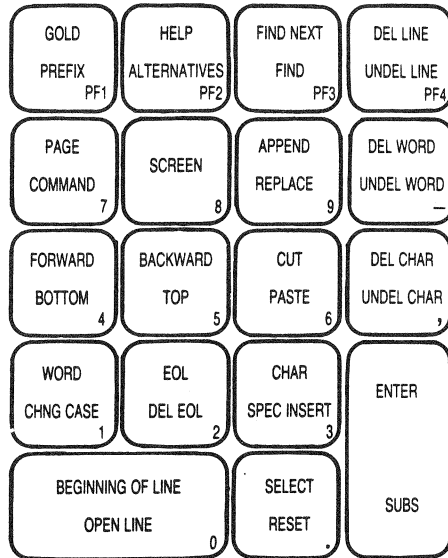 GOLD
PREFIX
PF1
HELP
ALTERNATIVES
PF2
FIND NEXT
FIND
PF3
DEL LINE
UNDEL LINE
PF4
PAGE
COMMAND
7
SCREEN
8
APPEND
REPLACE
9
DEL WORD
UNDEL WORD
–
FORWARD
BOTTOM
4
BACKWARD
TOP
5
CUT
PASTE
6
DEL CHAR
UNDEL CHAR
,
WORD
CHNG CASE
1
EOL
DEL EOL
2
CHAR
SPEC INSERT
3
ENTER
SUBS
BEGINNING OF LINE
OPEN LINE
0
SELECT
RESET
.